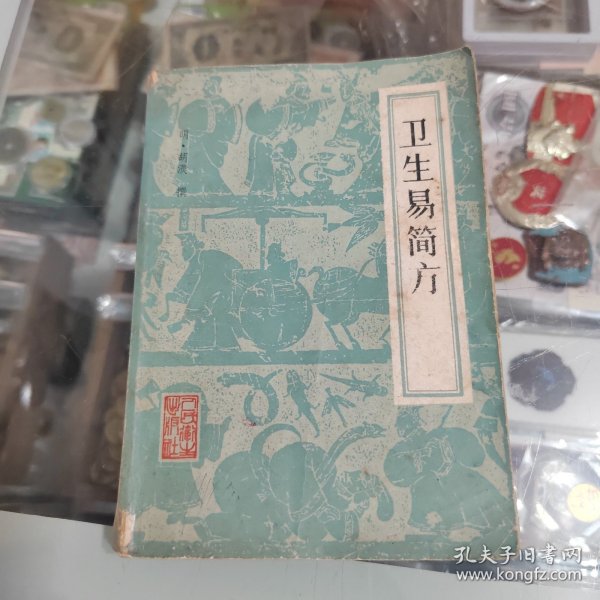 卫生易简方
明·胡濙 撰
人民卫生
出版社
孔夫子旧书网
www.kongfz.com